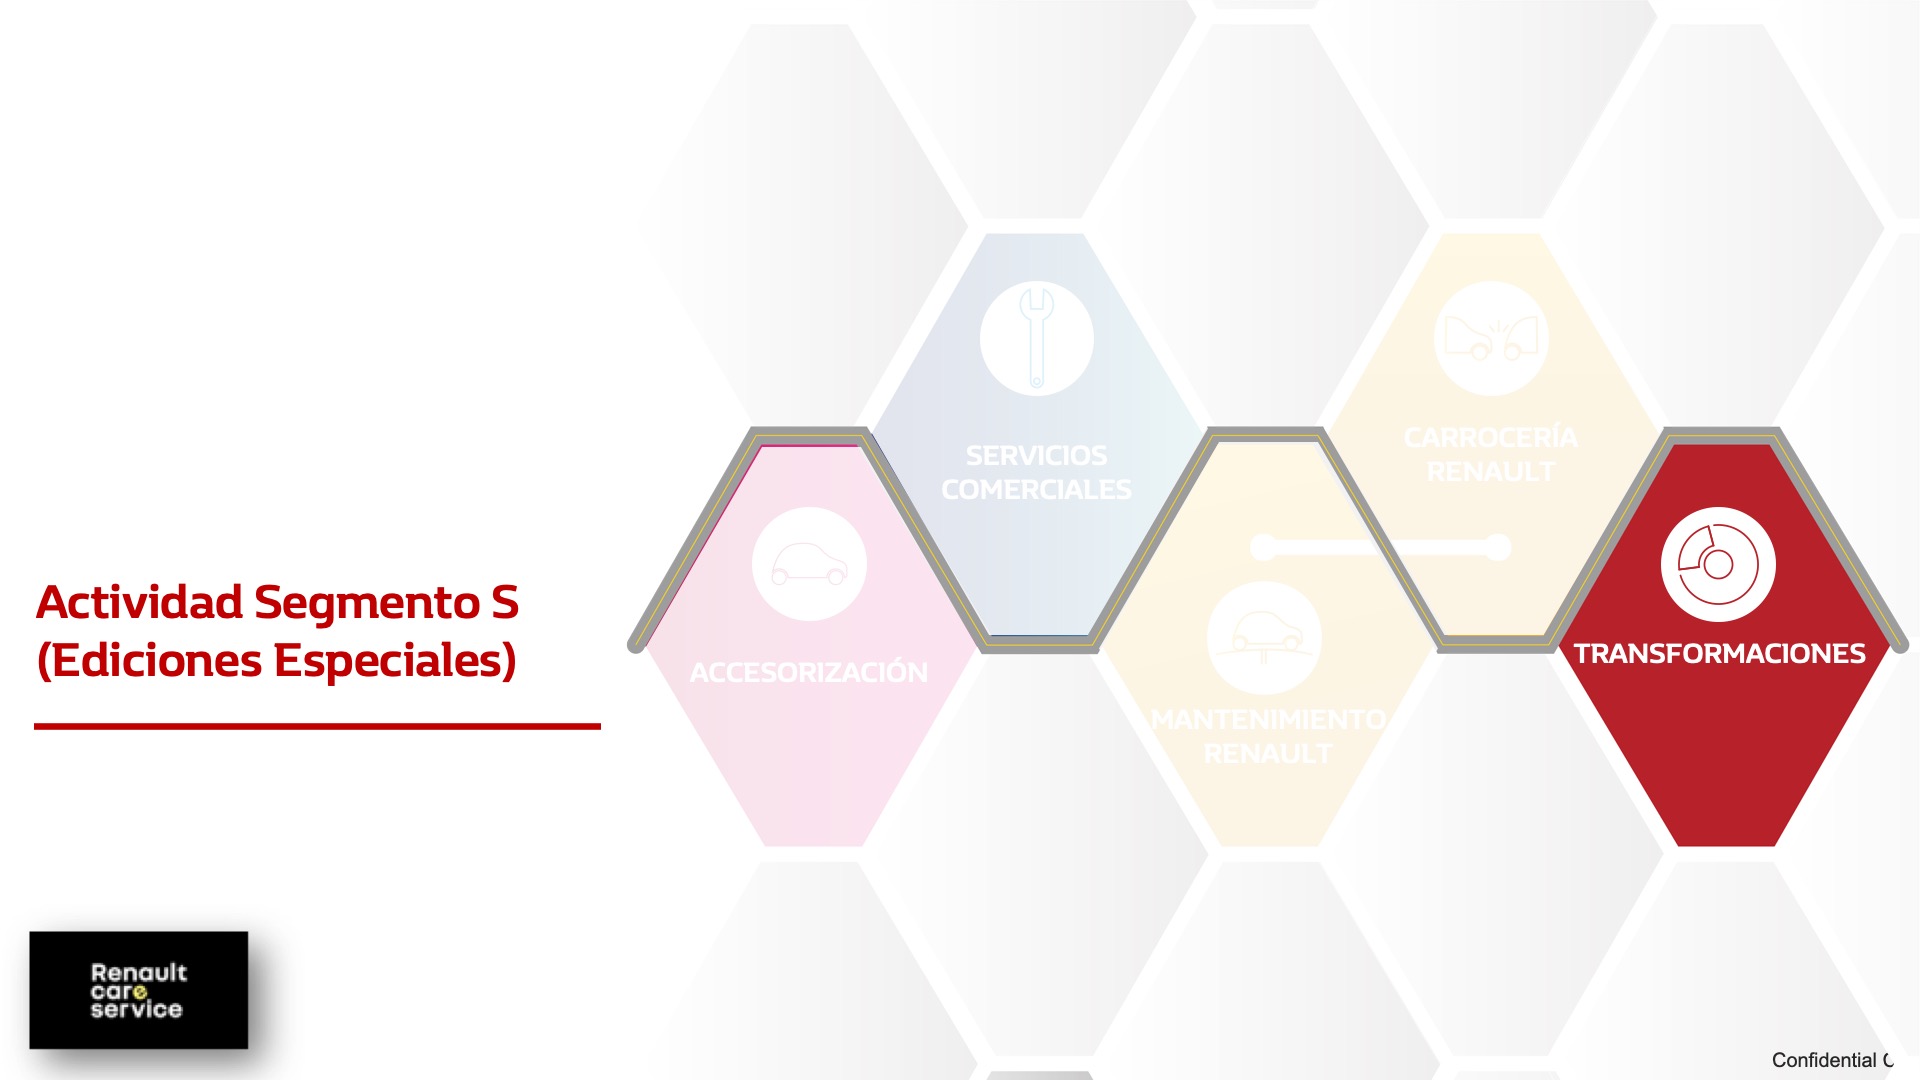 Actividad Segmento S
(Ediciones Especiales)
SERVICIOS
COMERCIALES
CARROCERÍA
RENAULT
ACCESORIZACIÓN
MANTENIMIENTO
RENAULT
TRANSFORMACIONES
Renault
care
service
Confidential C